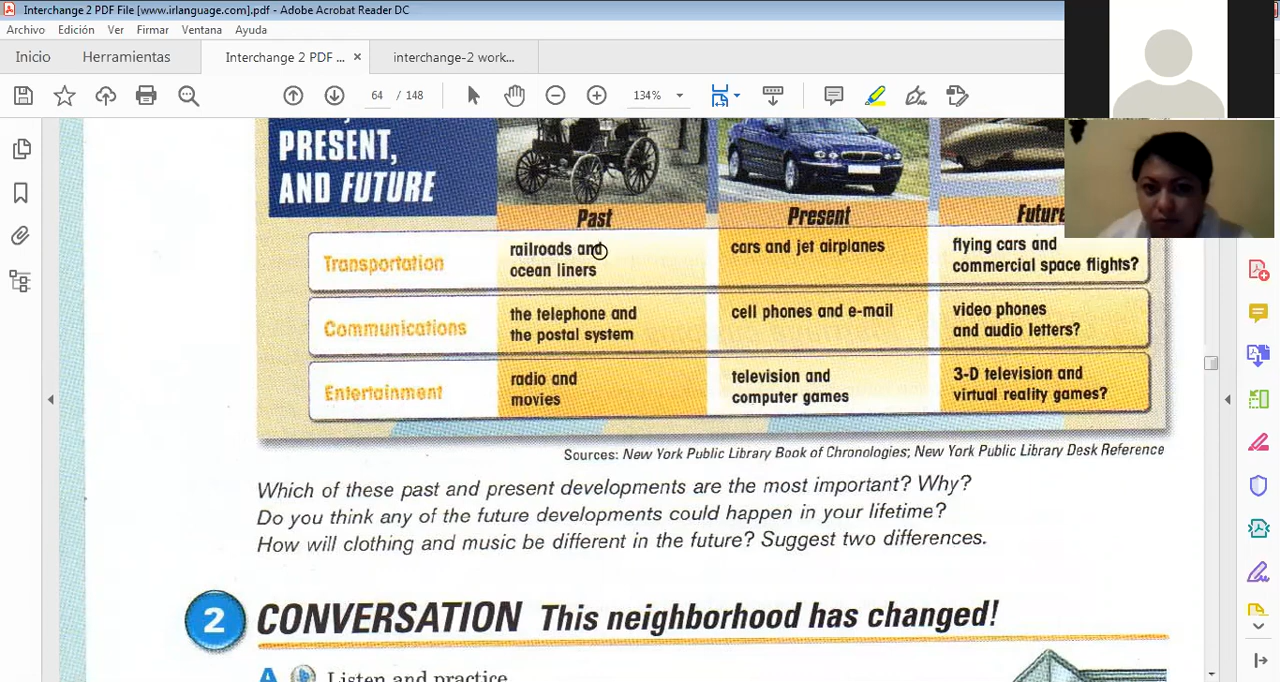 Interchange 2 PDF File [www.irlanguage.com].pdf - Adobe Acrobat Reader DC
Archivo Edición Ver Firmar Ventana Ayuda
Inicio Herramientas Interchange 2 PDF ... × interchange-2 work...
64 / 148 134%
PRESENT,
AND FUTURE
Past Present Future
Transportation
railroads and
ocean liners
cars and jet airplanes
flying cars and
commercial space flights?
Communications
the telephone and
the postal system
cell phones and e-mail
video phones
and audio letters?
Entertainment
radio and
movies
television and
computer games
3-D television and
virtual reality games?
Sources: New York Public Library Book of Chronologies; New York Public Library Desk Reference
Which of these past and present developments are the most important? Why?
Do you think any of the future developments could happen in your lifetime?
How will clothing and music be different in the future? Suggest two differences.
2 CONVERSATION This neighborhood has changed!
A Listen and practice